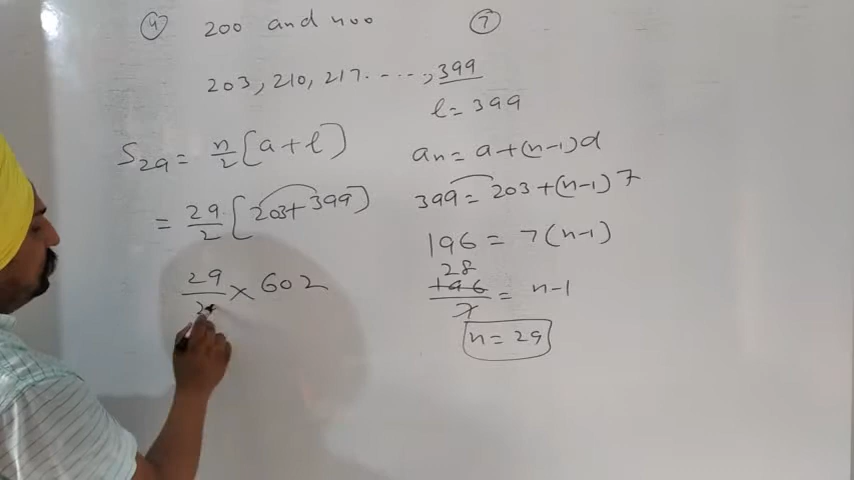 ④ 200 and 400 ⑦
203, 210, 217. - - - -, 399
l = 399
S29 = n/2 [a + l]
= 29/2 [203 + 399]
29/2 × 602
an = a + (n-1)d
399 = 203 + (n-1) 7
196 = 7(n-1)
28
196/7 = n-1
n = 29